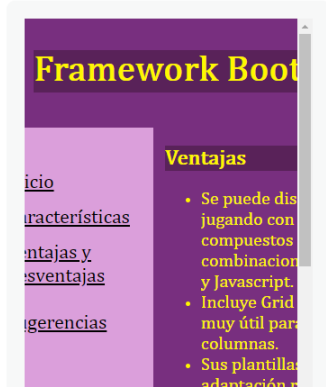 Framework Boot
icio
aracterísticas
entajas y
esventajas
ugerencias
Ventajas
Se puede dis
jugando con
compuestos
combinacion
y Javascript.
Incluye Grid
muy útil para
columnas.
Sus plantillas
adaptación r